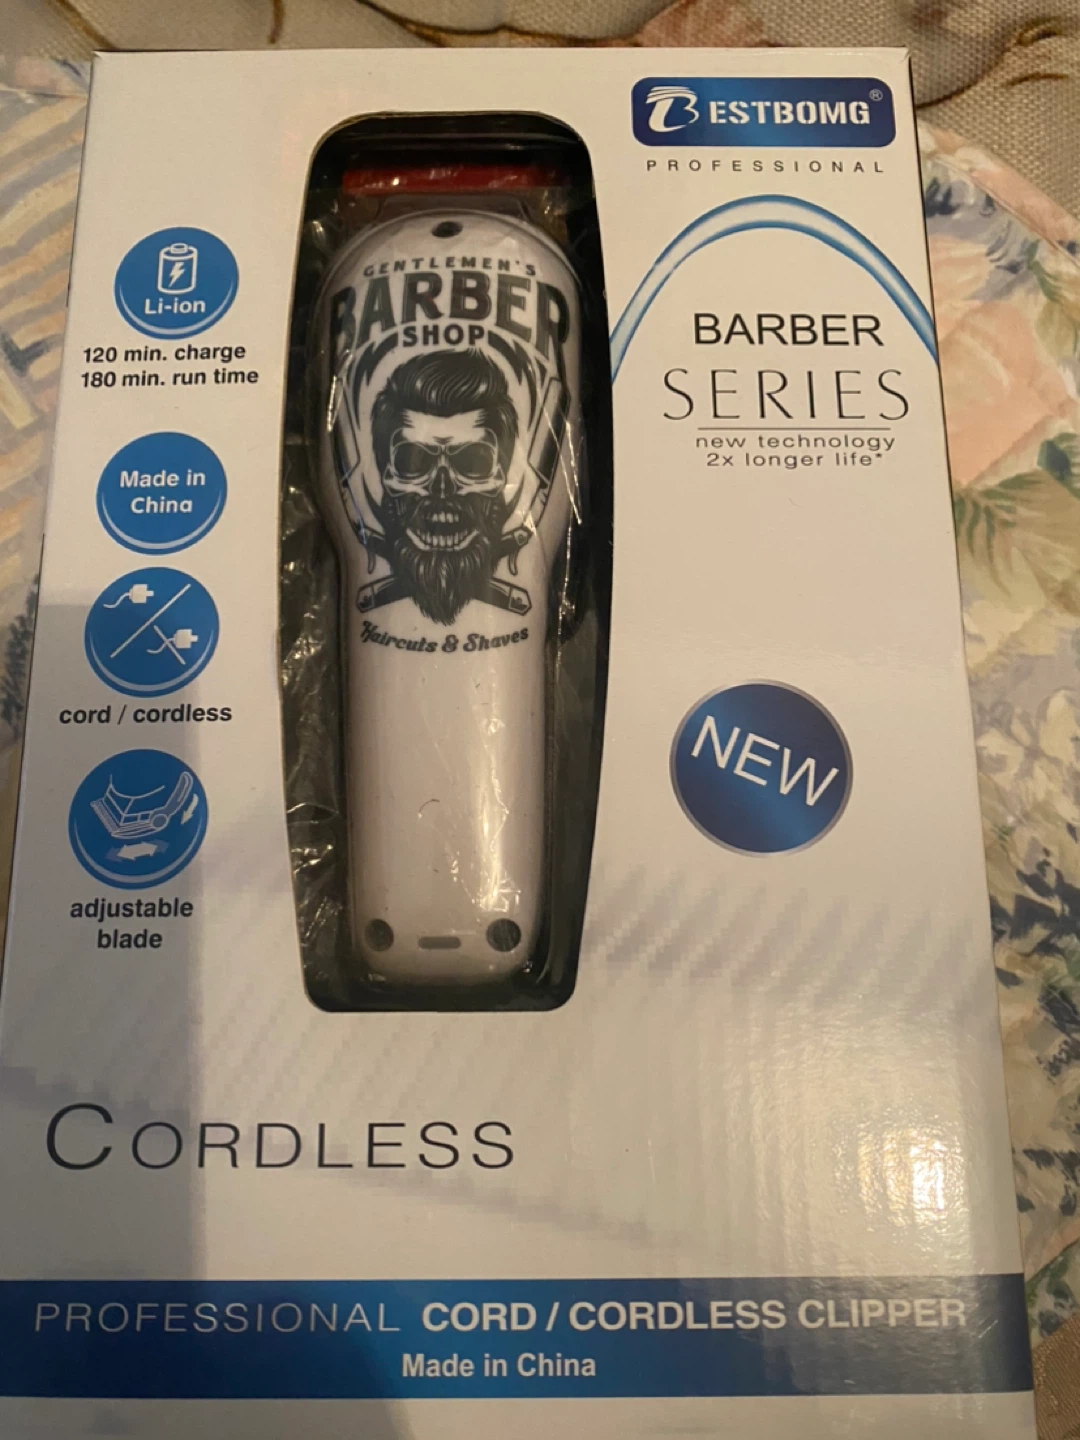 BESTBOMG®
PROFESSIONAL
GENTLEMEN'S
BARBER
SHOP
Haircuts & Shaves
Li-ion
120 min. charge
180 min. run time
Made in
China
cord / cordless
adjustable
blade
BARBER
SERIES
new technology
2x longer life*
NEW
CORDLESS
PROFESSIONAL CORD / CORDLESS CLIPPER
Made in China